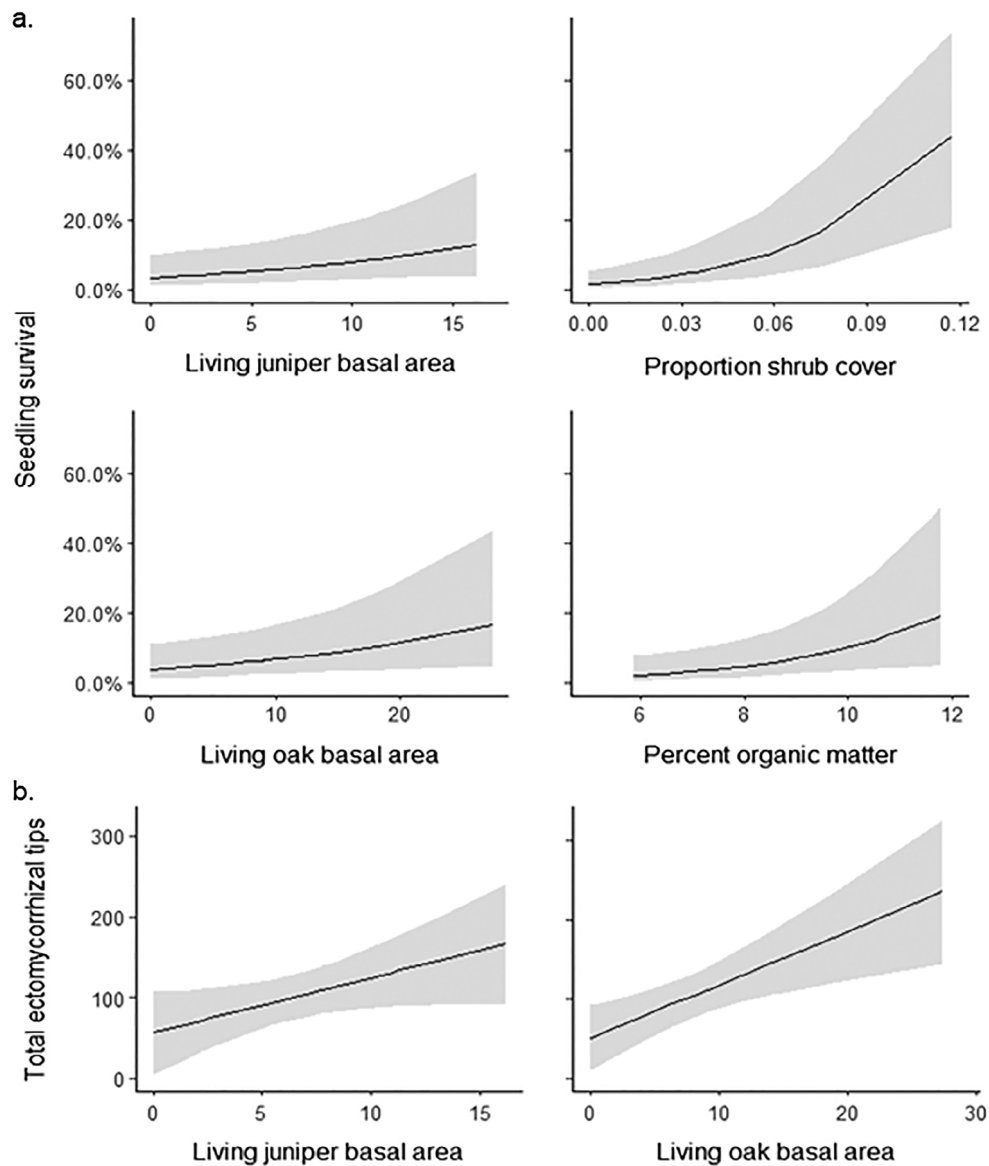 a.
Seedling survival
60.0%
40.0%
20.0%
0.0%
0 5 10 15
Living juniper basal area
0.00 0.03 0.06 0.09 0.12
Proportion shrub cover
60.0%
40.0%
20.0%
0.0%
0 10 20
Living oak basal area
6 8 10 12
Percent organic matter
b.
Total ectomycorrhizal tips
300
200
100
0
0 5 10 15
Living juniper basal area
0 10 20 30
Living oak basal area